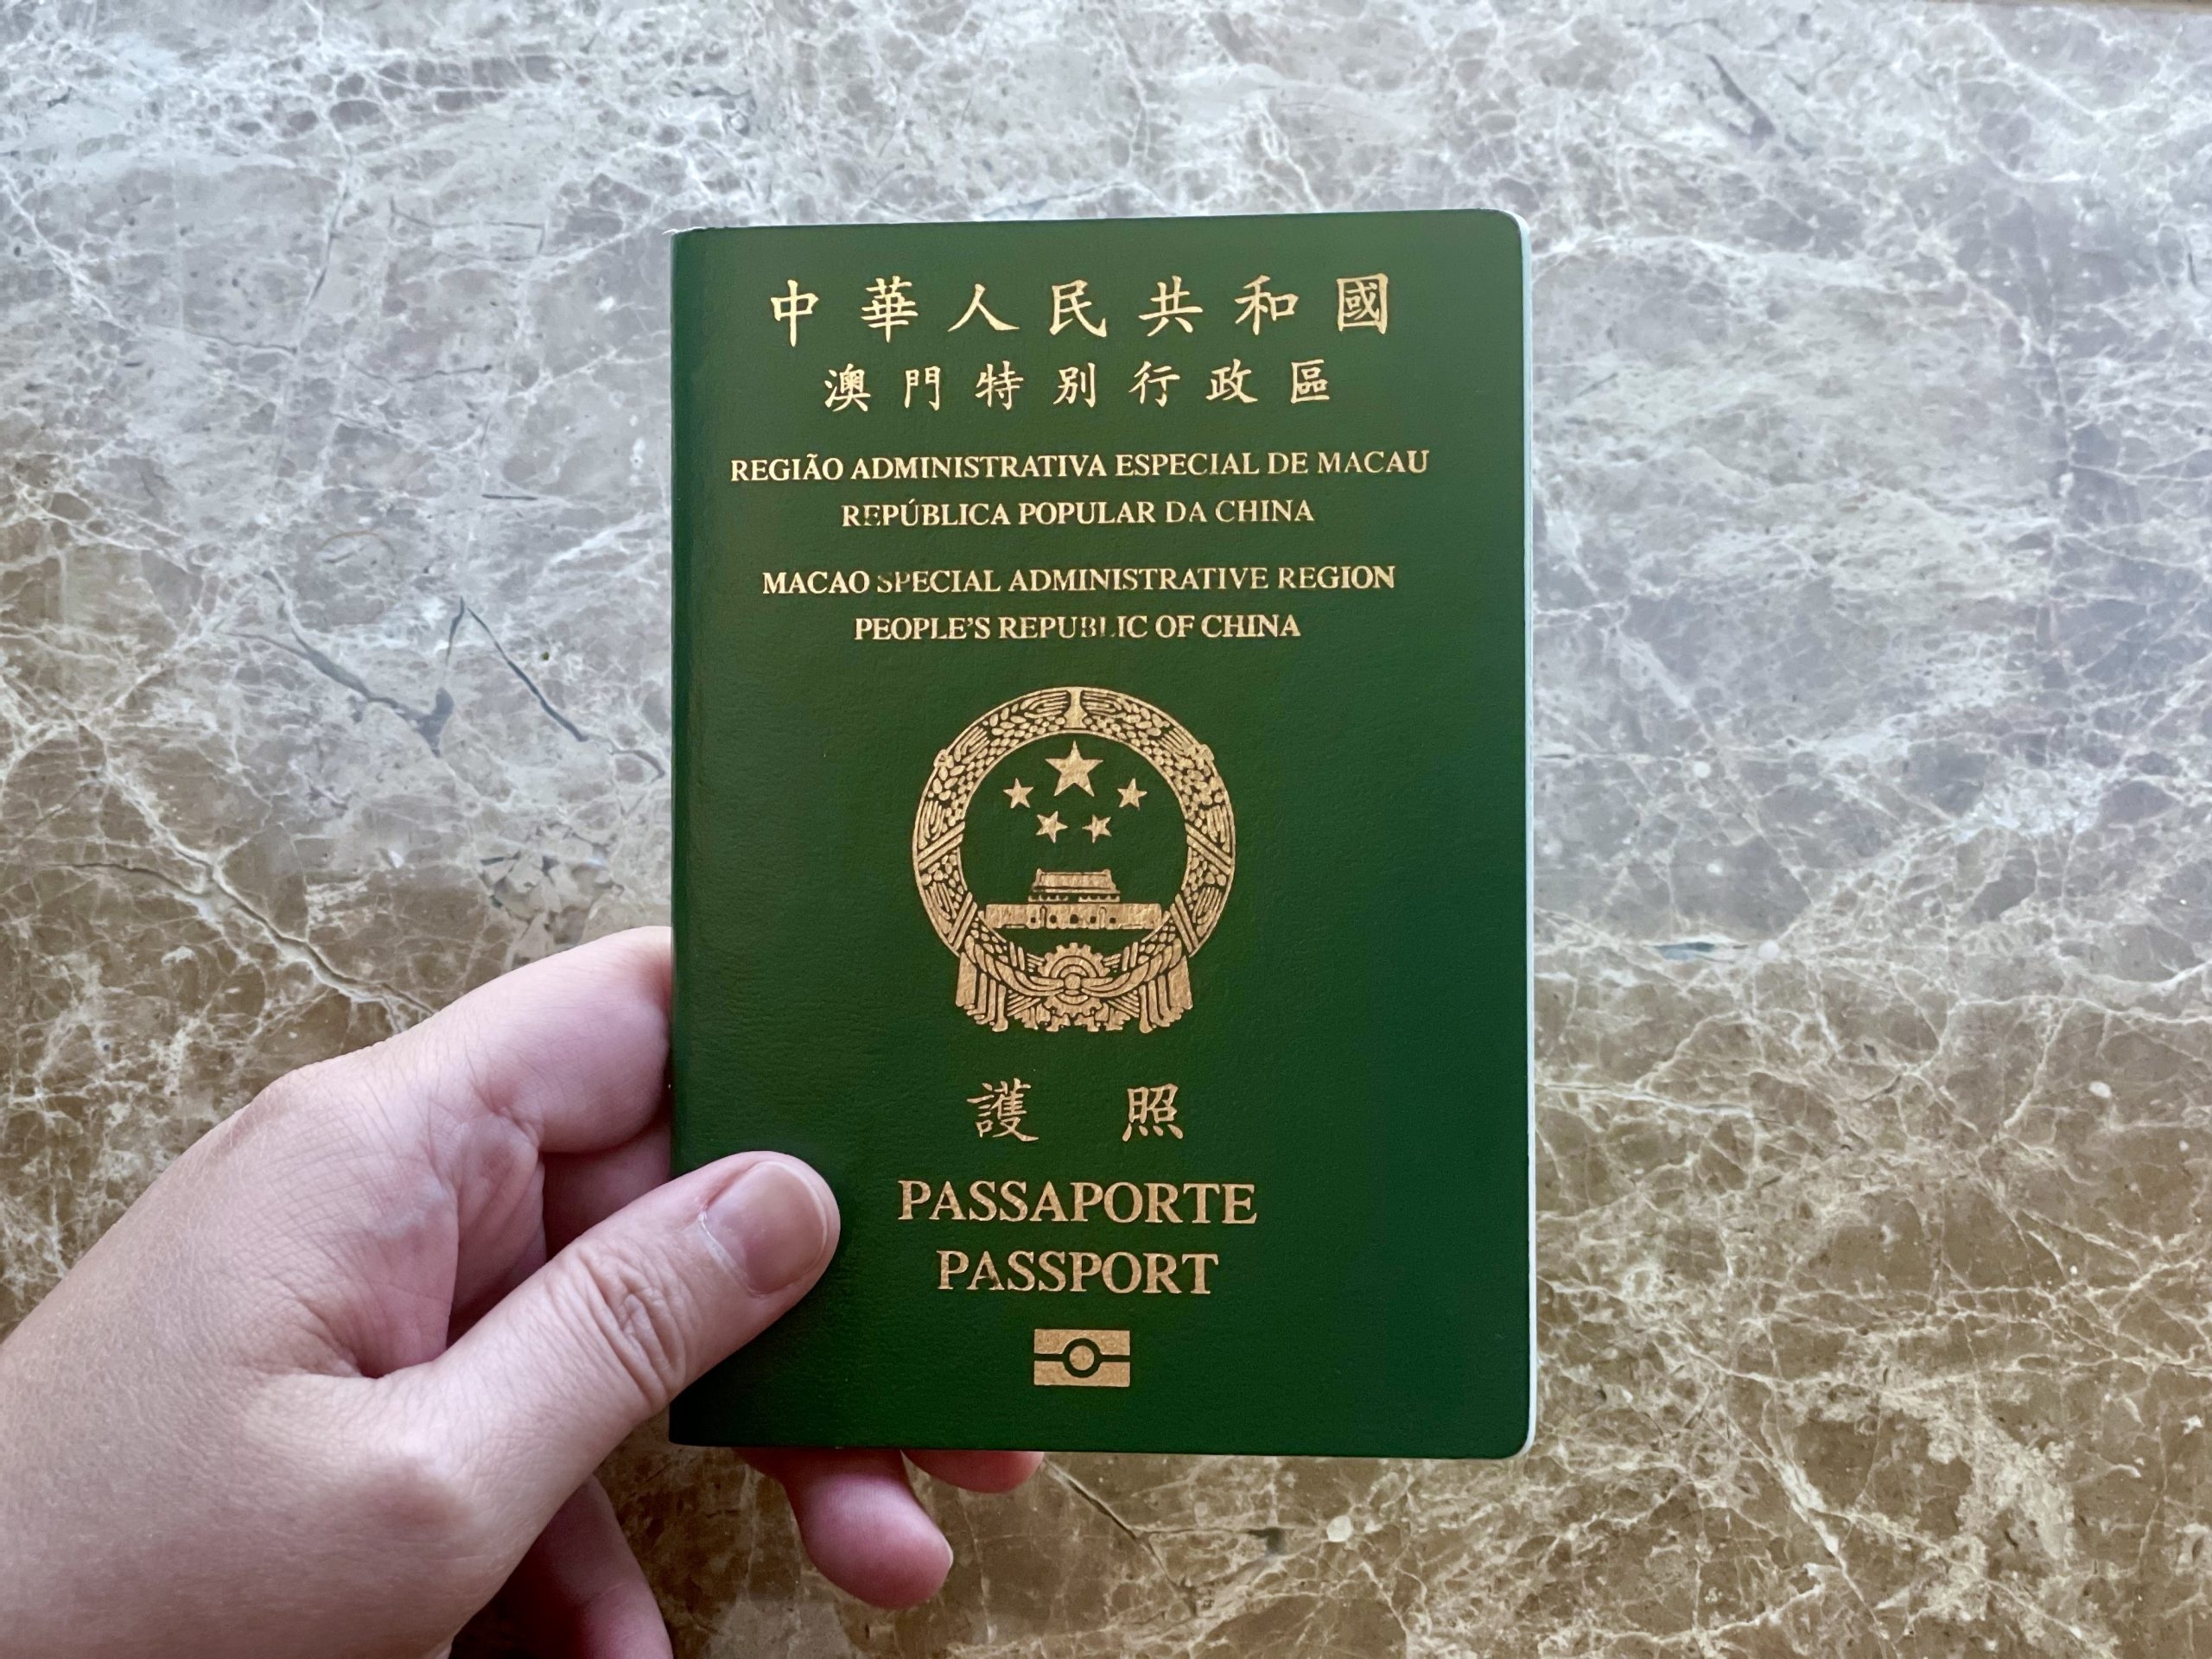 中華人民共和國
澳門特別行政區
REGIÃO ADMINISTRATIVA ESPECIAL DE MACAU
REPÚBLICA POPULAR DA CHINA
MACAO SPECIAL ADMINISTRATIVE REGION
PEOPLE'S REPUBLIC OF CHINA
護照
PASSAPORTE
PASSPORT